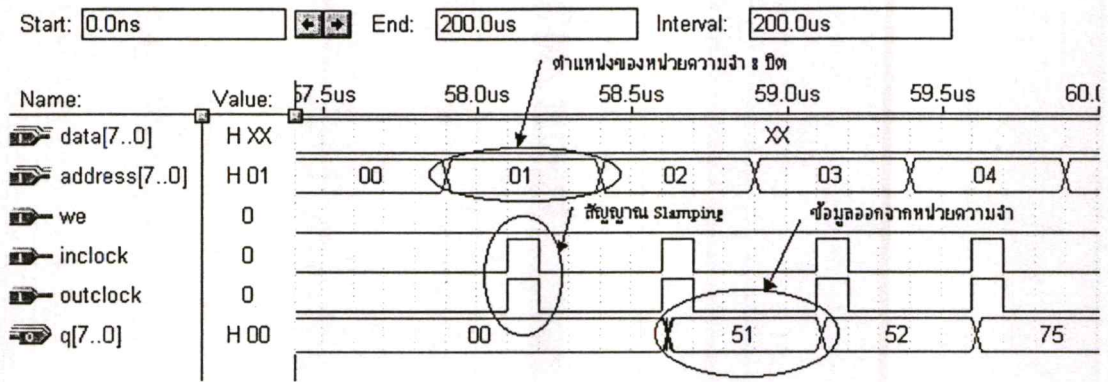 Start: 0.0ns End: 200.0us Interval: 200.0us
ตำแหน่งของหน่วยความจำ 8 บิต
Name: Value: 57.5us 58.0us 58.5us 59.0us 59.5us 60.0
data[7..0] H XX XX
address[7..0] H 01 00 01 02 03 04
we 0 สัญญาณ Slamping ข้อมูลออกจากหน่วยความจำ
inclock 0
outclock 0
q[7..0] H 00 00 51 52 75